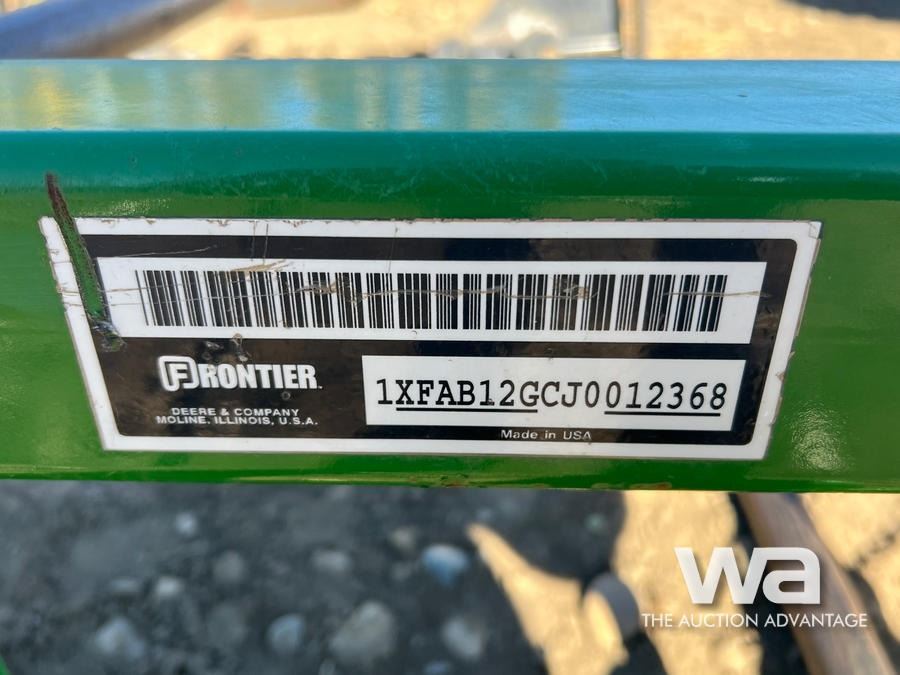 FRONTIER
DEERE & COMPANY
MOLINE, ILLINOIS, U.S.A.
1XFAB12GCJ0012368
Made in USA
wa
THE AUCTION ADVANTAGE